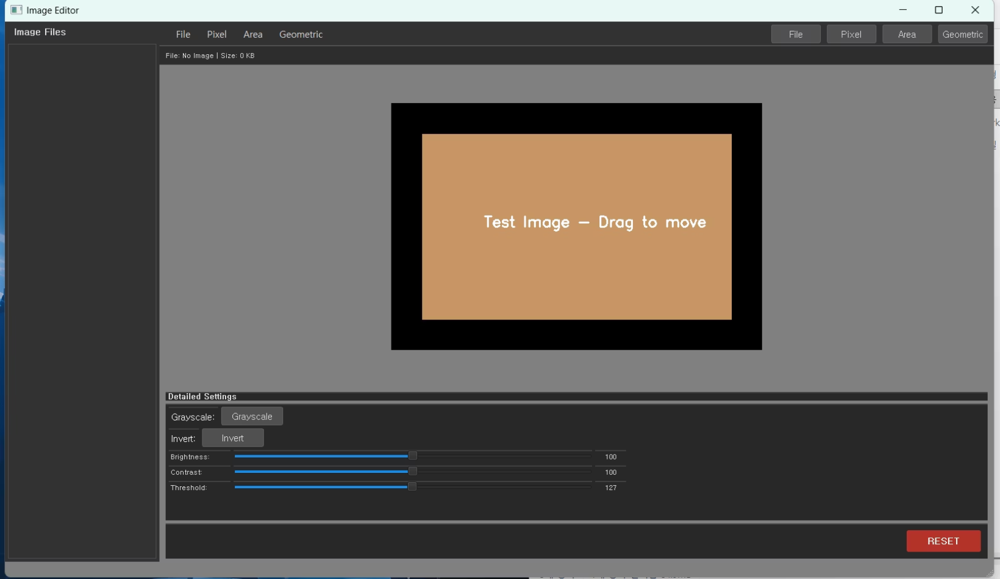 Image Editor
Image Files
File Pixel Area Geometric
File Pixel Area Geometric
File: No Image | Size: 0 KB
Test Image - Drag to move
Detailed Settings
Grayscale: Grayscale
Invert: Invert
Brightness: 100
Contrast: 100
Threshold: 127
RESET